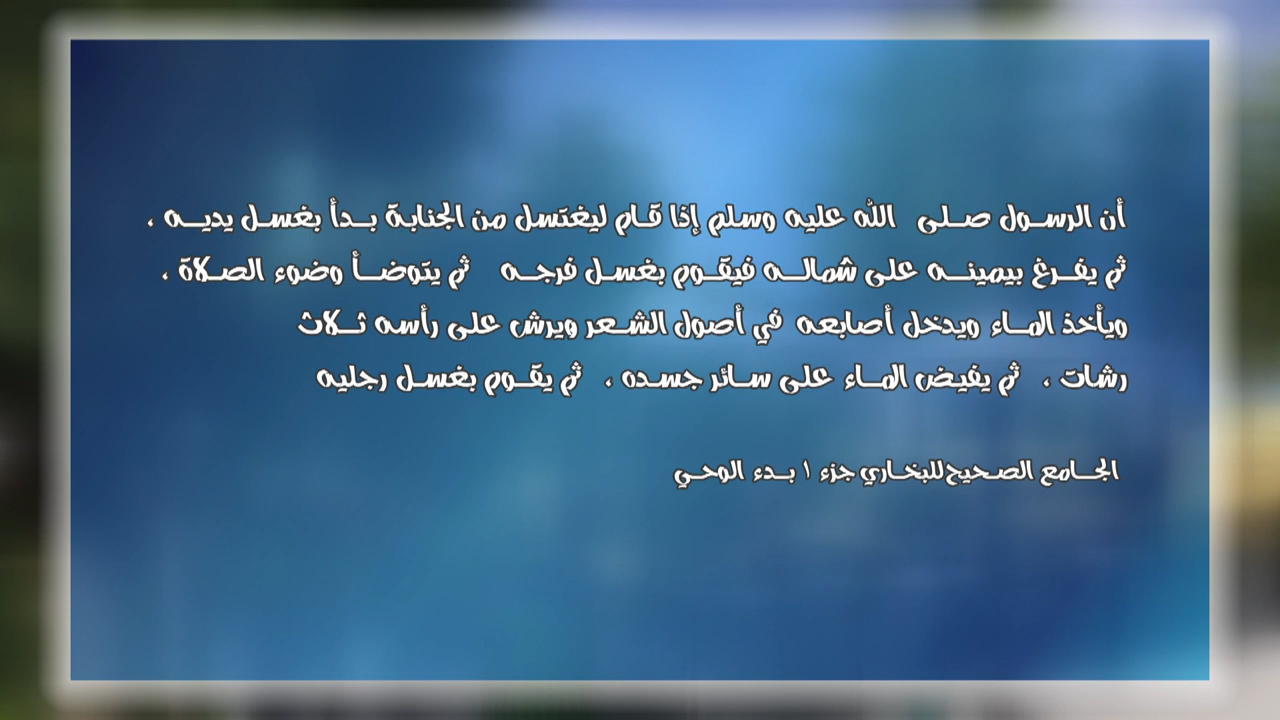 أن الرسول صلى الله عليه وسلم إذا قام ليغتسل من الجنابة بدأ بغسل يديه ،
ثم يفرغ بيمينه على شماله فيقوم بغسل فرجه ثم يتوضأ وضوء الصلاة ،
ويأخذ الماء ويدخل أصابعه في أصول الشعر ويرش على رأسه ثلاث
رشات ، ثم يفيض الماء على سائر جسده ، ثم يقوم بغسل رجليه
الجامع الصحيح للبخاري جزء ١ بدء الوحي